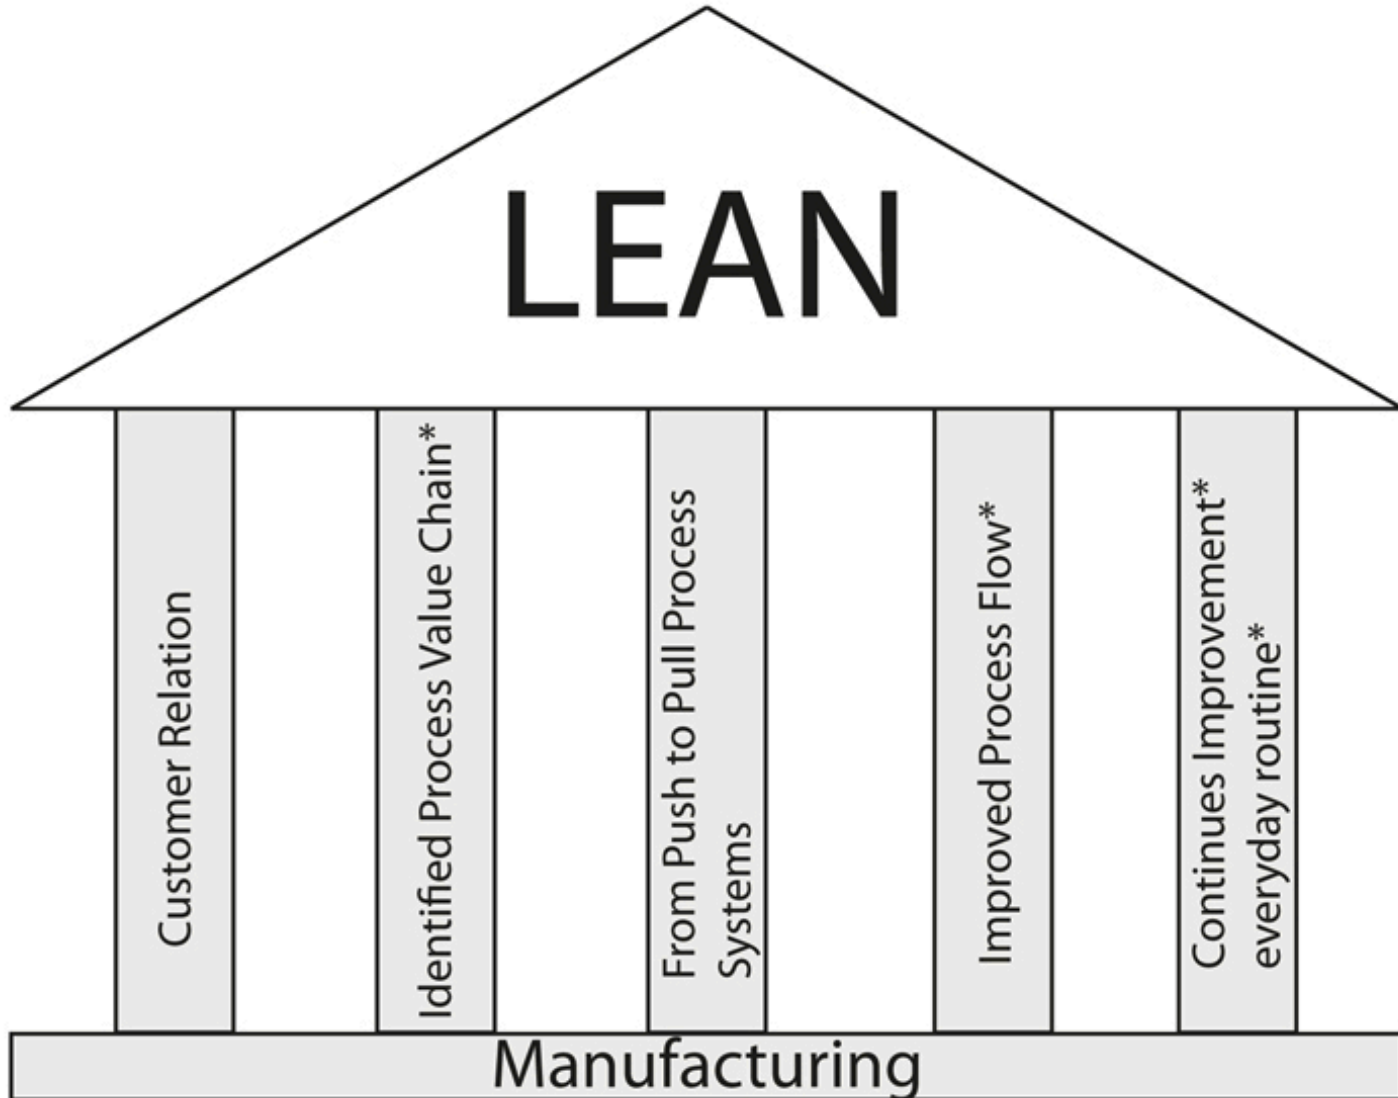 LEAN
Customer Relation
Identified Process Value Chain*
From Push to Pull Process
Systems
Improved Process Flow*
Continues Improvement*
everyday routine*
Manufacturing